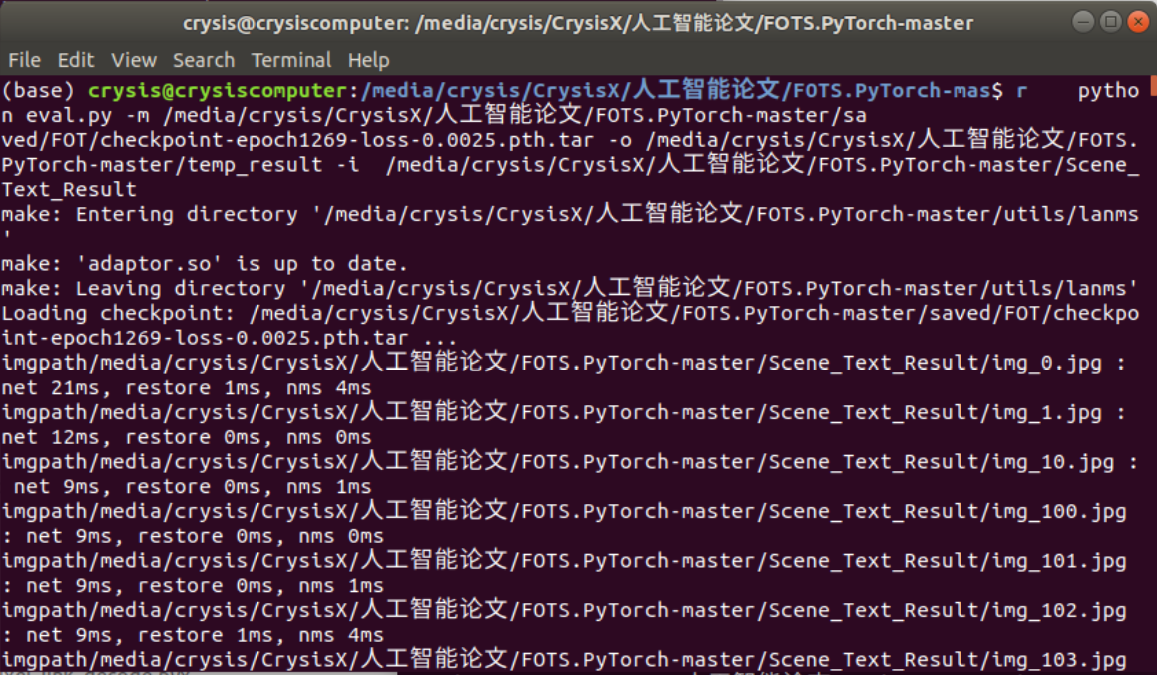 crysis@crysiscomputer: /media/crysis/CrysisX/人工智能论文/FOTS.PyTorch-master
File Edit View Search Terminal Help
(base) crysis@crysiscomputer:/media/crysis/CrysisX/人工智能论文/FOTS.PyTorch-mas$ r    pytho
n eval.py -m /media/crysis/CrysisX/人工智能论文/FOTS.PyTorch-master/sa
ved/FOT/checkpoint-epoch1269-loss-0.0025.pth.tar -o /media/crysis/CrysisX/人工智能论文/FOTS.
PyTorch-master/temp_result -i  /media/crysis/CrysisX/人工智能论文/FOTS.PyTorch-master/Scene_
Text_Result
make: Entering directory '/media/crysis/CrysisX/人工智能论文/FOTS.PyTorch-master/utils/lanms
'
make: 'adaptor.so' is up to date.
make: Leaving directory '/media/crysis/CrysisX/人工智能论文/FOTS.PyTorch-master/utils/lanms'
Loading checkpoint: /media/crysis/CrysisX/人工智能论文/FOTS.PyTorch-master/saved/FOT/checkpo
int-epoch1269-loss-0.0025.pth.tar ...
imgpath/media/crysis/CrysisX/人工智能论文/FOTS.PyTorch-master/Scene_Text_Result/img_0.jpg :
net 21ms, restore 1ms, nms 4ms
imgpath/media/crysis/CrysisX/人工智能论文/FOTS.PyTorch-master/Scene_Text_Result/img_1.jpg :
net 12ms, restore 0ms, nms 0ms
imgpath/media/crysis/CrysisX/人工智能论文/FOTS.PyTorch-master/Scene_Text_Result/img_10.jpg :
 net 9ms, restore 0ms, nms 1ms
imgpath/media/crysis/CrysisX/人工智能论文/FOTS.PyTorch-master/Scene_Text_Result/img_100.jpg
: net 9ms, restore 0ms, nms 0ms
imgpath/media/crysis/CrysisX/人工智能论文/FOTS.PyTorch-master/Scene_Text_Result/img_101.jpg
: net 9ms, restore 0ms, nms 1ms
imgpath/media/crysis/CrysisX/人工智能论文/FOTS.PyTorch-master/Scene_Text_Result/img_102.jpg
: net 9ms, restore 1ms, nms 4ms
imgpath/media/crysis/CrysisX/人工智能论文/FOTS.PyTorch-master/Scene_Text_Result/img_103.jpg